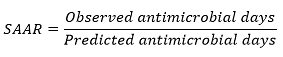 SAAR = Observed antimicrobial days
Predicted antimicrobial days